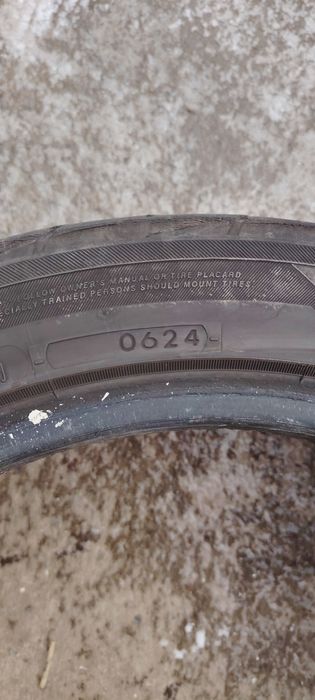 FOLLOW OWNER'S MANUAL OR TIRE PLACARD
SPECIALLY TRAINED PERSONS SHOULD MOUNT TIRES
0624